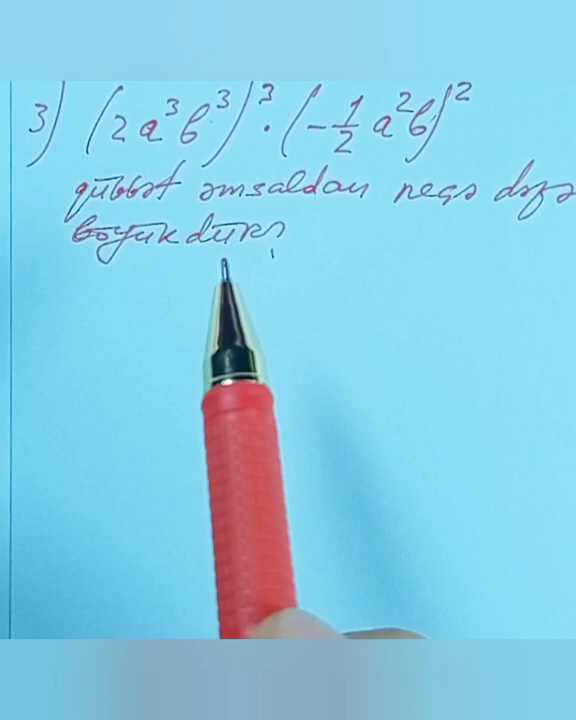 3) (2a³b³)³·(-½a²b)²
qüvvət əmsaldan neçə dəfə
böyükdür?